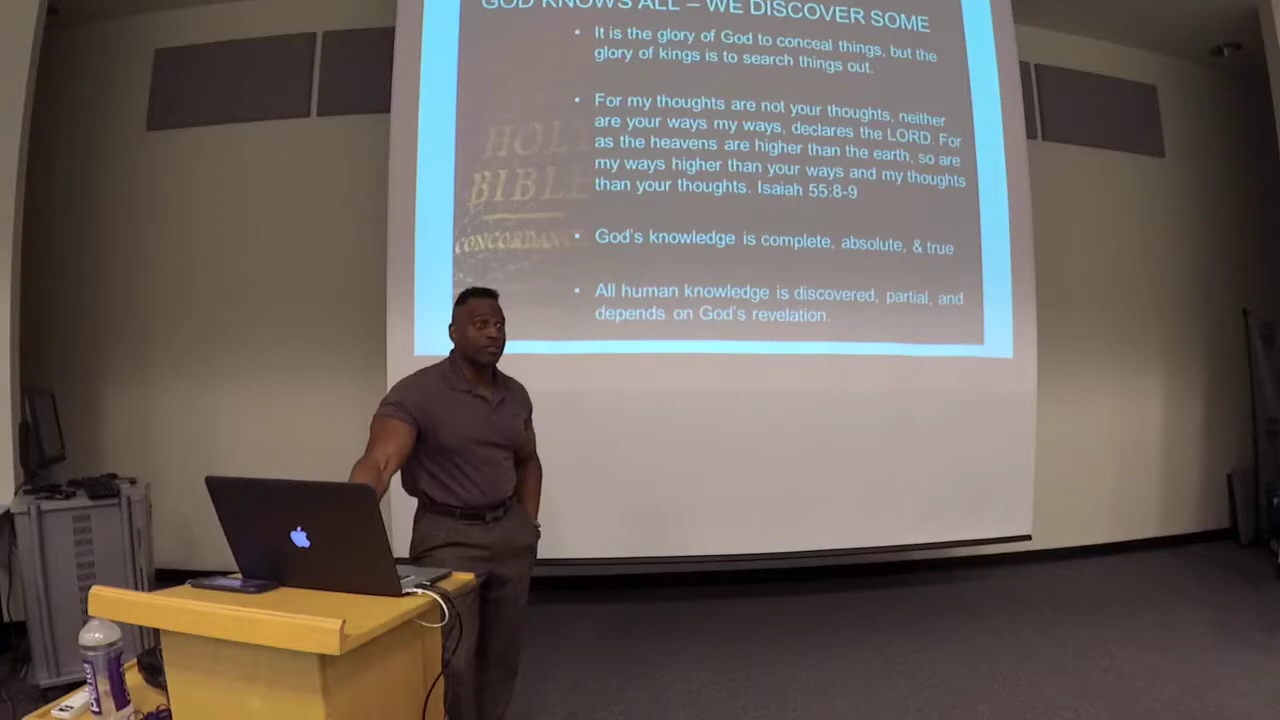 GOD KNOWS ALL – WE DISCOVER SOME
• It is the glory of God to conceal things, but the
glory of kings is to search things out.
• For my thoughts are not your thoughts, neither
are your ways my ways, declares the LORD. For
as the heavens are higher than the earth, so are
my ways higher than your ways and my thoughts
than your thoughts. Isaiah 55:8-9
• God's knowledge is complete, absolute, & true
• All human knowledge is discovered, partial, and
depends on God's revelation.
HOLY
BIBLE